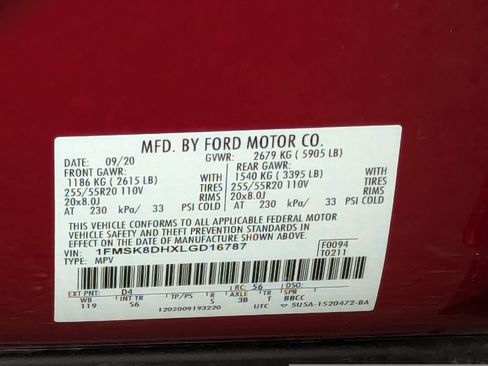 MFD. BY FORD MOTOR CO.
DATE: 09/20 GVWR: 2679 KG ( 5905 LB)
FRONT GAWR: REAR GAWR:
1186 KG ( 2615 LB) WITH 1540 KG ( 3395 LB) WITH
255/55R20 110V TIRES 255/55R20 110V TIRES
20x8.0J RIMS 20x8.0J RIMS
AT 230 kPa/ 33 PSI COLD AT 230 kPa/ 33 PSI COLD
THIS VEHICLE CONFORMS TO ALL APPLICABLE FEDERAL MOTOR
VEHICLE SAFETY AND THEFT PREVENTION STANDARDS IN
EFFECT ON THE DATE OF MANUFACTURE SHOWN ABOVE.
VIN: 1FMSK8DHXLGD16787 F0094
TYPE: MPV T0211
EXT PNT: D4 RC: 56 DSO:
WB INT TR TP/PS R AXLE TR SPR
119 S6 5 3B T BBCC
1202009193220 UTC 5U5A-1520472-BA